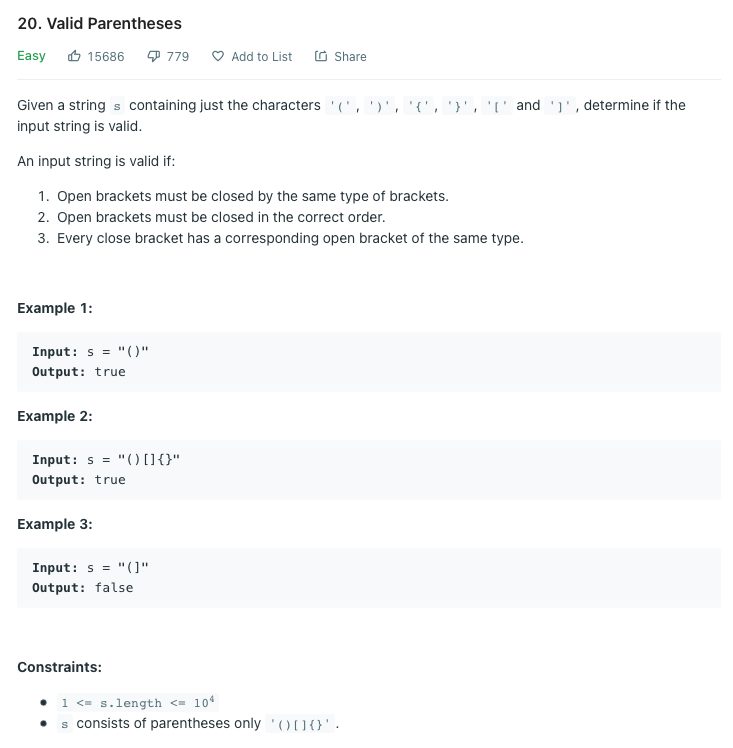 20. Valid Parentheses
Easy 15686 779 Add to List Share
Given a string s containing just the characters '(', ')', '{', '}', '[' and ']', determine if the
input string is valid.
An input string is valid if:
1. Open brackets must be closed by the same type of brackets.
2. Open brackets must be closed in the correct order.
3. Every close bracket has a corresponding open bracket of the same type.
Example 1:
Input: s = "()"
Output: true
Example 2:
Input: s = "()[]{}"
Output: true
Example 3:
Input: s = "(]"
Output: false
Constraints:
• 1 <= s.length <= 10⁴
• s consists of parentheses only '()[]{}'.